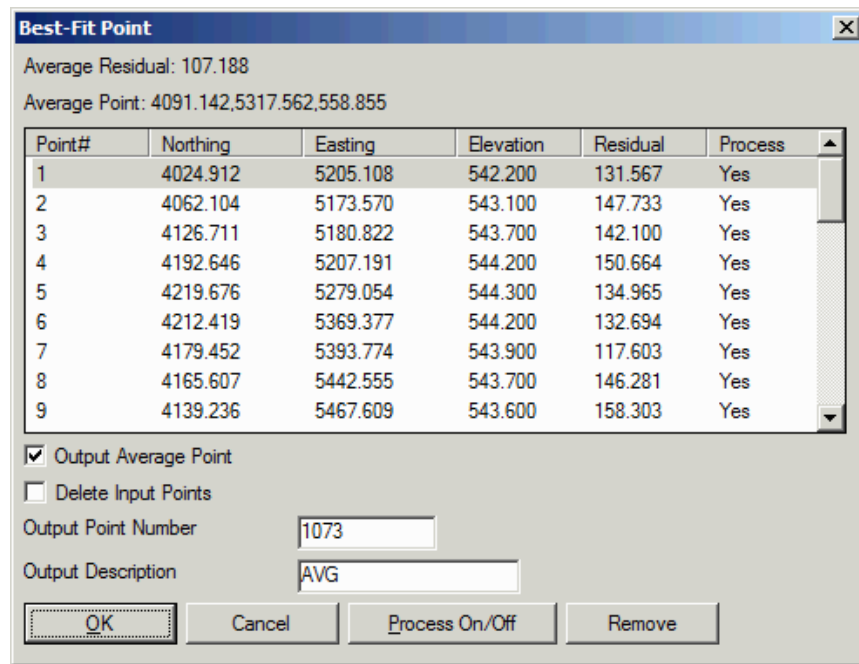 Best-Fit Point
Average Residual: 107.188
Average Point: 4091.142,5317.562,558.855
Point# Northing Easting Elevation Residual Process
1 4024.912 5205.108 542.200 131.567 Yes
2 4062.104 5173.570 543.100 147.733 Yes
3 4126.711 5180.822 543.700 142.100 Yes
4 4192.646 5207.191 544.200 150.664 Yes
5 4219.676 5279.054 544.300 134.965 Yes
6 4212.419 5369.377 544.200 132.694 Yes
7 4179.452 5393.774 543.900 117.603 Yes
8 4165.607 5442.555 543.700 146.281 Yes
9 4139.236 5467.609 543.600 158.303 Yes
Output Average Point
Delete Input Points
Output Point Number 1073
Output Description AVG
OK Cancel Process On/Off Remove